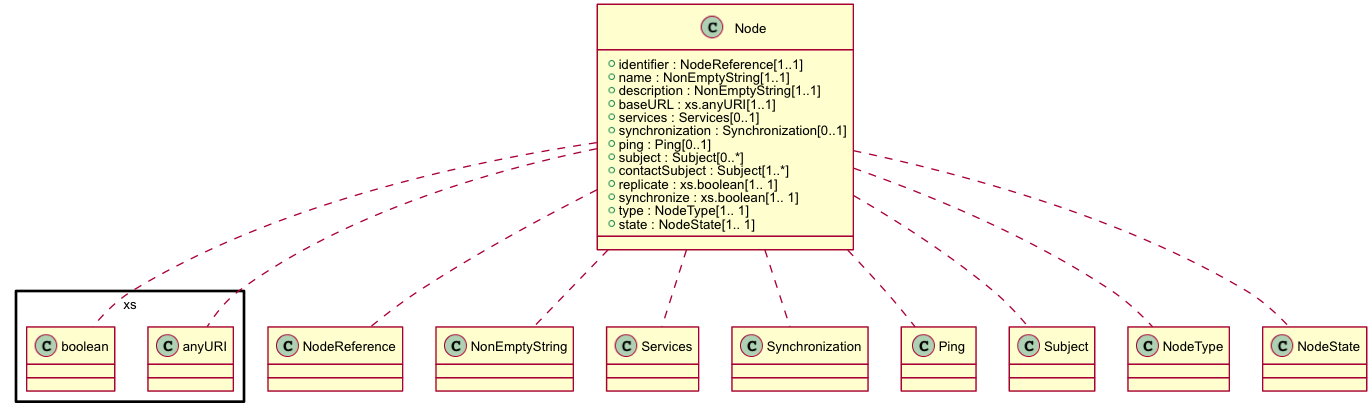 C Node
identifier : NodeReference[1..1]
name : NonEmptyString[1..1]
description : NonEmptyString[1..1]
baseURL : xs.anyURI[1..1]
services : Services[0..1]
synchronization : Synchronization[0..1]
ping : Ping[0..1]
subject : Subject[0..*]
contactSubject : Subject[1..*]
replicate : xs.boolean[1.. 1]
synchronize : xs.boolean[1.. 1]
type : NodeType[1.. 1]
state : NodeState[1.. 1]
xs
C boolean
C anyURI
C NodeReference
C NonEmptyString
C Services
C Synchronization
C Ping
C Subject
C NodeType
C NodeState